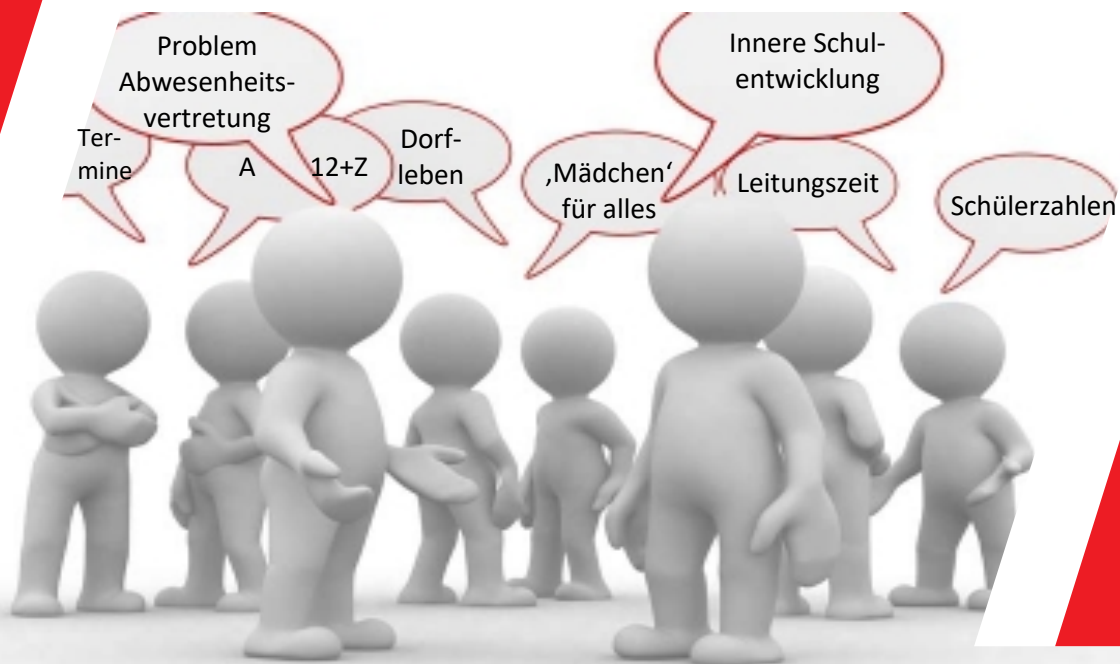 Problem
Abwesenheits-
vertretung
Innere Schul-
entwicklung
Ter-
mine
A
12+Z
Dorf-
leben
‚Mädchen‘
für alles
Leitungszeit
Schülerzahlen